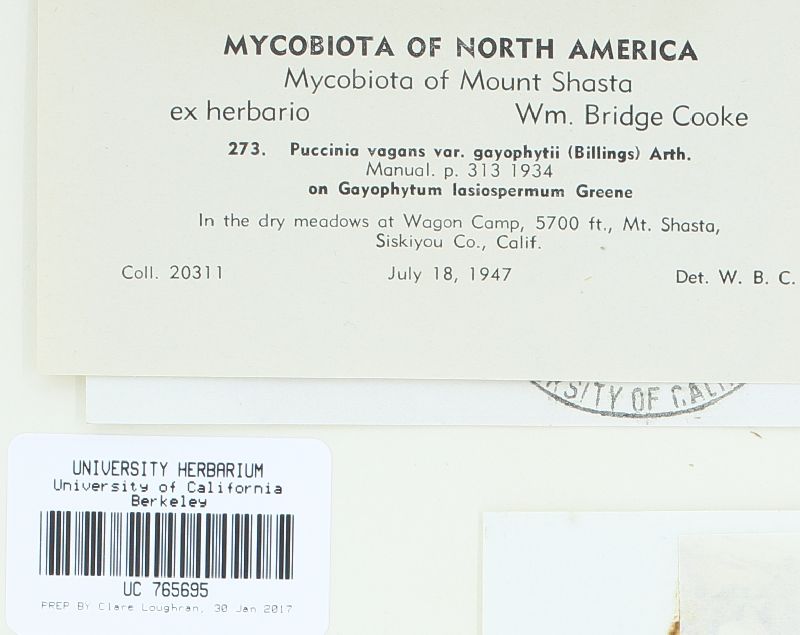 MYCOBIOTA OF NORTH AMERICA
Mycobiota of Mount Shasta
ex herbario Wm. Bridge Cooke
273. Puccinia vagans var. gayophytii (Billings) Arth.
Manual. p. 313 1934
on Gayophytum lasiospermum Greene
In the dry meadows at Wagon Camp, 5700 ft., Mt. Shasta,
Siskiyou Co., Calif.
Coll. 20311 July 18, 1947 Det. W. B. C.
RSITY OF CALI
UNIVERSITY HERBARIUM
University of California
Berkeley
UC 765695
PREP BY Clare Loughran, 30 Jan 2017